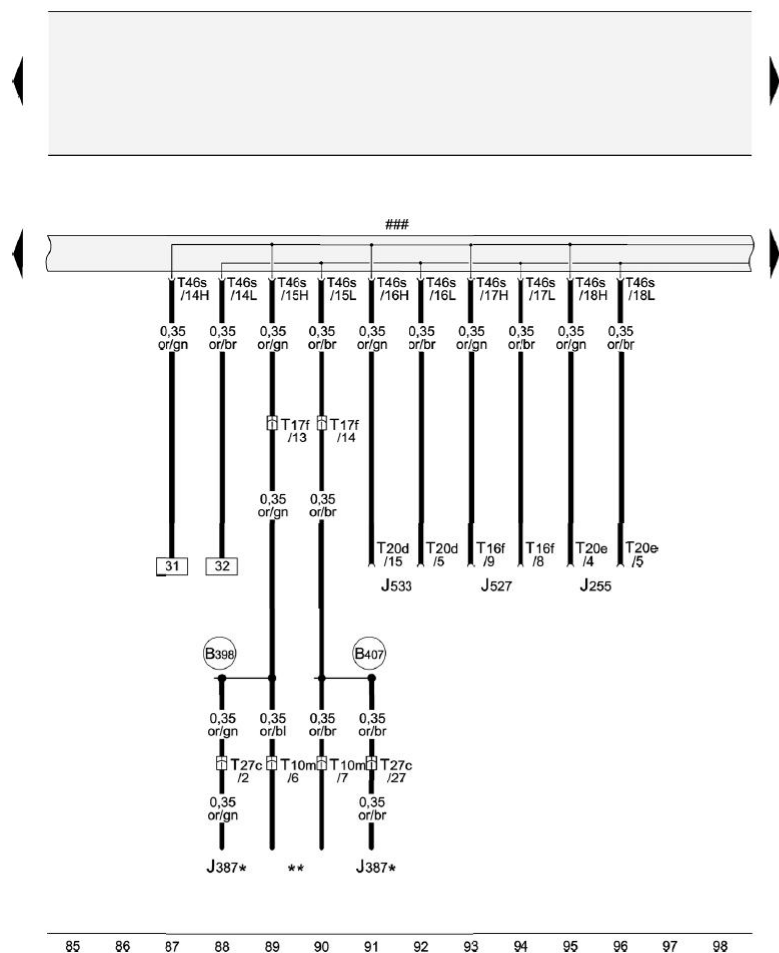 ###
T46s /14H T46s /14L T46s /15H T46s /15L T46s /16H T46s /16L T46s /17H T46s /17L T46s /18H T46s /18L
0,35 0,35 0,35 0,35 0,35 0,35 0,35 0,35 0,35 0,35
or/gn or/br or/gn or/br or/gn or/br or/gn or/br or/gn or/br
T17f /13 T17f /14
0,35 0,35
or/gn or/br
T20d /15 T20d /5 T16f /9 T16f /8 T20e /4 T20e /5
31 32
J533 J527 J255
B398 B407
0,35 0,35 0,35 0,35
or/gn or/bl or/br or/br
T27c /2 T10m /6 T10m /7 T27c /27
0,35 0,35
or/gn or/br
J387* ** J387*
85 86 87 88 89 90 91 92 93 94 95 96 97 98